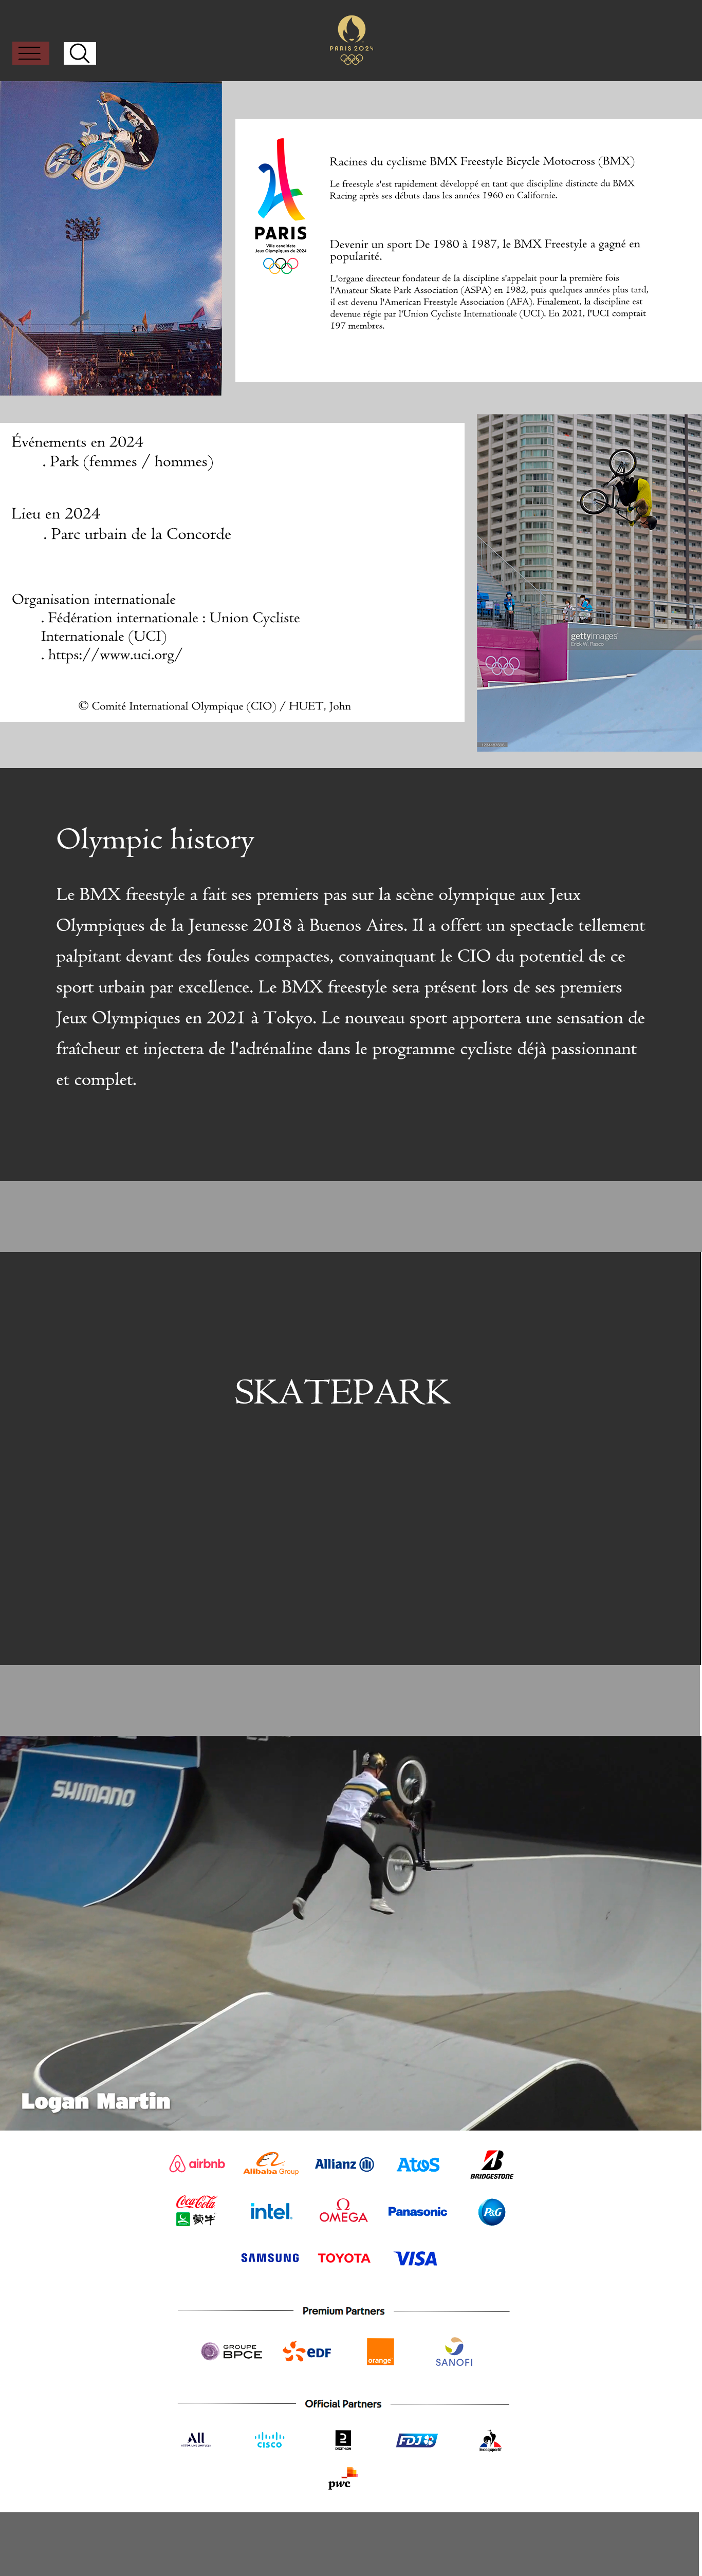 PARIS 2024
Racines du cyclisme BMX Freestyle Bicycle Motocross (BMX)
Le freestyle s'est rapidement développé en tant que discipline distincte du BMX
Racing après ses débuts dans les années 1960 en Californie.
PARIS
Ville candidate
Jeux Olympiques de 2024
Devenir un sport De 1980 à 1987, le BMX Freestyle a gagné en
popularité.
L'organe directeur fondateur de la discipline s'appelait pour la première fois
l'Amateur Skate Park Association (ASPA) en 1982, puis quelques années plus tard,
il est devenu l'American Freestyle Association (AFA). Finalement, la discipline est
devenue régie par l'Union Cycliste Internationale (UCI). En 2021, l'UCI comptait
197 membres.
Événements en 2024
. Park (femmes / hommes)
Lieu en 2024
. Parc urbain de la Concorde
Organisation internationale
. Fédération internationale : Union Cycliste
Internationale (UCI)
. https://www.uci.org/
© Comité International Olympique (CIO) / HUET, John
gettyimages
Olympic history
Le BMX freestyle a fait ses premiers pas sur la scène olympique aux Jeux
Olympiques de la Jeunesse 2018 à Buenos Aires. Il a offert un spectacle tellement
palpitant devant des foules compactes, convainquant le CIO du potentiel de ce
sport urbain par excellence. Le BMX freestyle sera présent lors de ses premiers
Jeux Olympiques en 2021 à Tokyo. Le nouveau sport apportera une sensation de
fraîcheur et injectera de l'adrénaline dans le programme cycliste déjà passionnant
et complet.
SKATEPARK
SHIMANO
Logan Martin
airbnb Alibaba Group Allianz Atos BRIDGESTONE
Coca-Cola 蒙牛 intel OMEGA Panasonic P&G
SAMSUNG TOYOTA VISA
Premium Partners
GROUPE BPCE EDF orange SANOFI
Official Partners
All CISCO DECATHLON FDJ le coq sportif
pwc